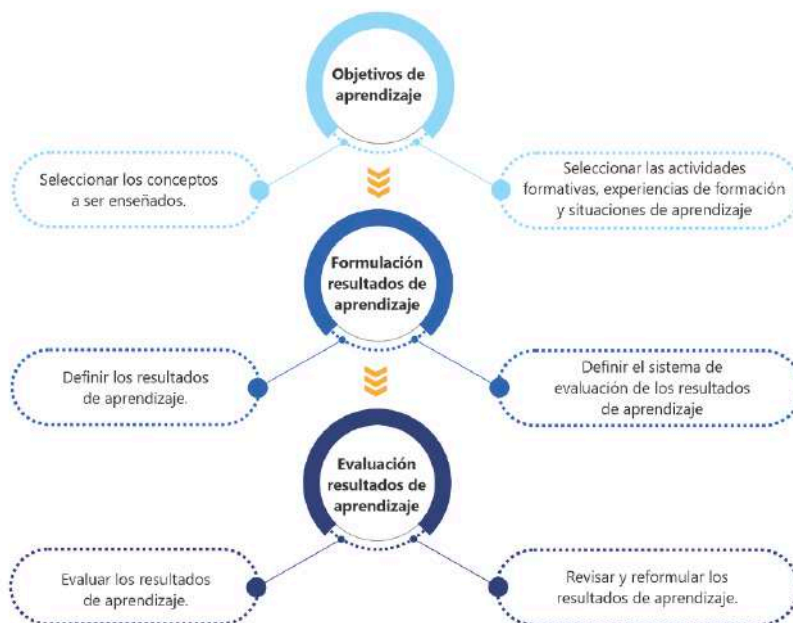 Objetivos de
aprendizaje
Seleccionar los conceptos
a ser enseñados.
Seleccionar las actividades
formativas, experiencias de formación
y situaciones de aprendizaje
Formulación
resultados de
aprendizaje
Definir los resultados
de aprendizaje.
Definir el sistema de
evaluación de los resultados
de aprendizaje
Evaluación
resultados de
aprendizaje
Evaluar los resultados
de aprendizaje.
Revisar y reformular los
resultados de aprendizaje.